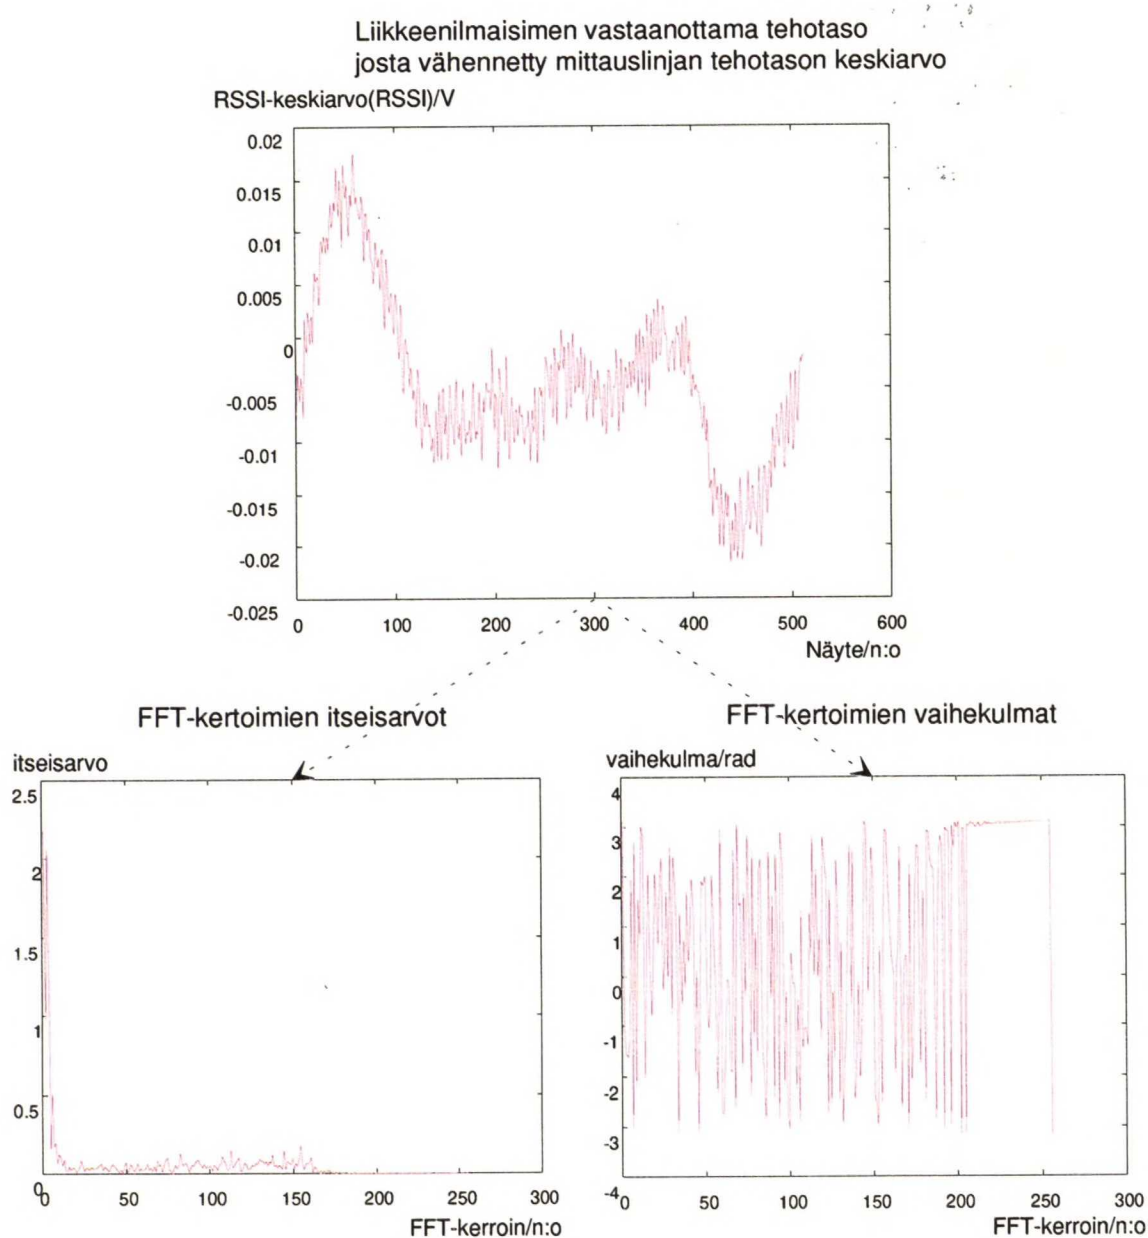 Liikkeenilmaisimen vastaanottama tehotaso
josta vähennetty mittauslinjan tehotason keskiarvo
RSSI-keskiarvo(RSSI)/V
0.02
0.015
0.01
0.005
0
-0.005
-0.01
-0.015
-0.02
-0.025
0 100 200 300 400 500 600
Näyte/n:o
FFT-kertoimien itseisarvot
itseisarvo
2.5
2
1.5
1
0.5
0
0 50 100 150 200 250 300
FFT-kerroin/n:o
FFT-kertoimien vaihekulmat
vaihekulma/rad
4
3
2
1
0
-1
-2
-3
-4
0 50 100 150 200 250 300
FFT-kerroin/n:o